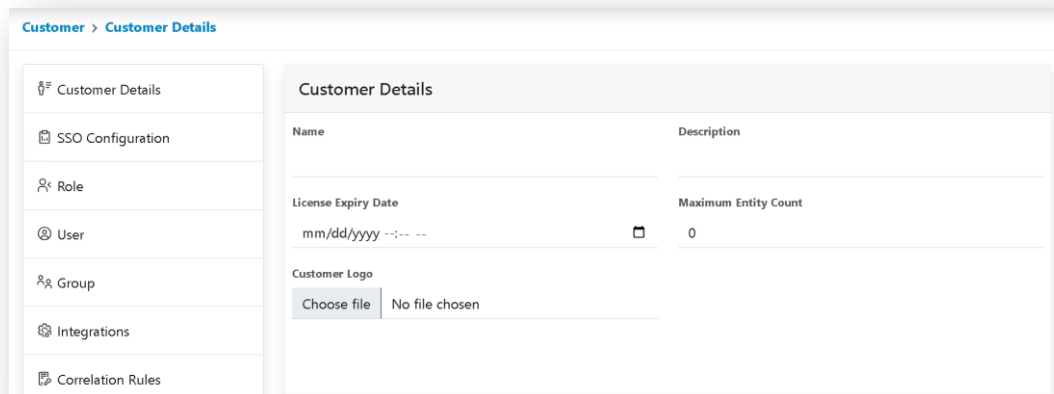 Customer > Customer Details
Customer Details
SSO Configuration
Role
User
Group
Integrations
Correlation Rules
Customer Details
Name
Description
License Expiry Date
Maximum Entity Count
mm/dd/yyyy --:-- --
0
Customer Logo
Choose file No file chosen